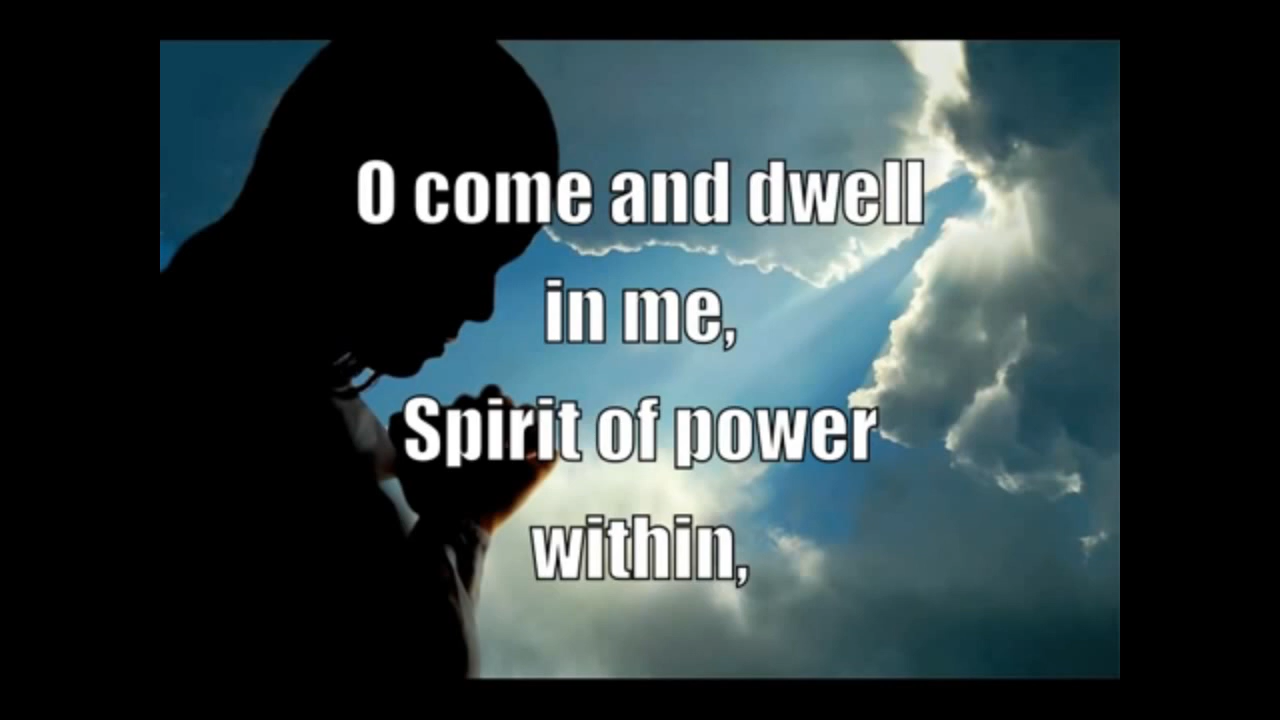 O come and dwell
in me,
Spirit of power
within,